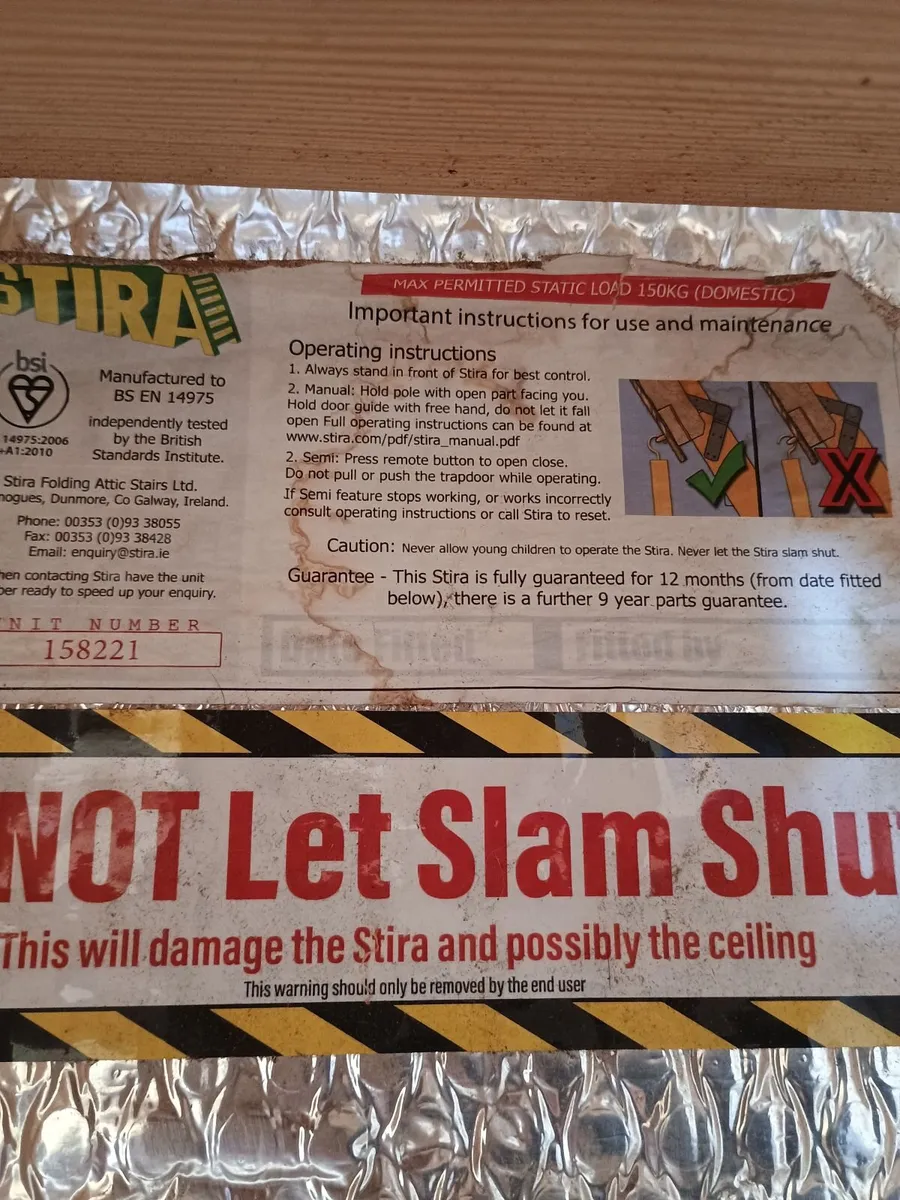 STIRA
bsi
Manufactured to
BS EN 14975
independently tested
by the British
Standards Institute.
14975:2006
+A1:2010
Stira Folding Attic Stairs Ltd.
nogues, Dunmore, Co Galway, Ireland.
Phone: 00353 (0)93 38055
Fax: 00353 (0)93 38428
Email: enquiry@stira.ie
hen contacting Stira have the unit
ber ready to speed up your enquiry.
NIT NUMBER
158221
MAX PERMITTED STATIC LOAD 150KG (DOMESTIC)
Important instructions for use and maintenance
Operating instructions
1. Always stand in front of Stira for best control.
2. Manual: Hold pole with open part facing you.
Hold door guide with free hand, do not let it fall
open Full operating instructions can be found at
www.stira.com/pdf/stira_manual.pdf
2. Semi: Press remote button to open close.
Do not pull or push the trapdoor while operating.
If Semi feature stops working, or works incorrectly
consult operating instructions or call Stira to reset.
Caution: Never allow young children to operate the Stira. Never let the Stira slam shut.
Guarantee - This Stira is fully guaranteed for 12 months (from date fitted
below), there is a further 9 year parts guarantee.
Date Fitted
Fitted by
NOT Let Slam Shut
This will damage the Stira and possibly the ceiling
This warning should only be removed by the end user